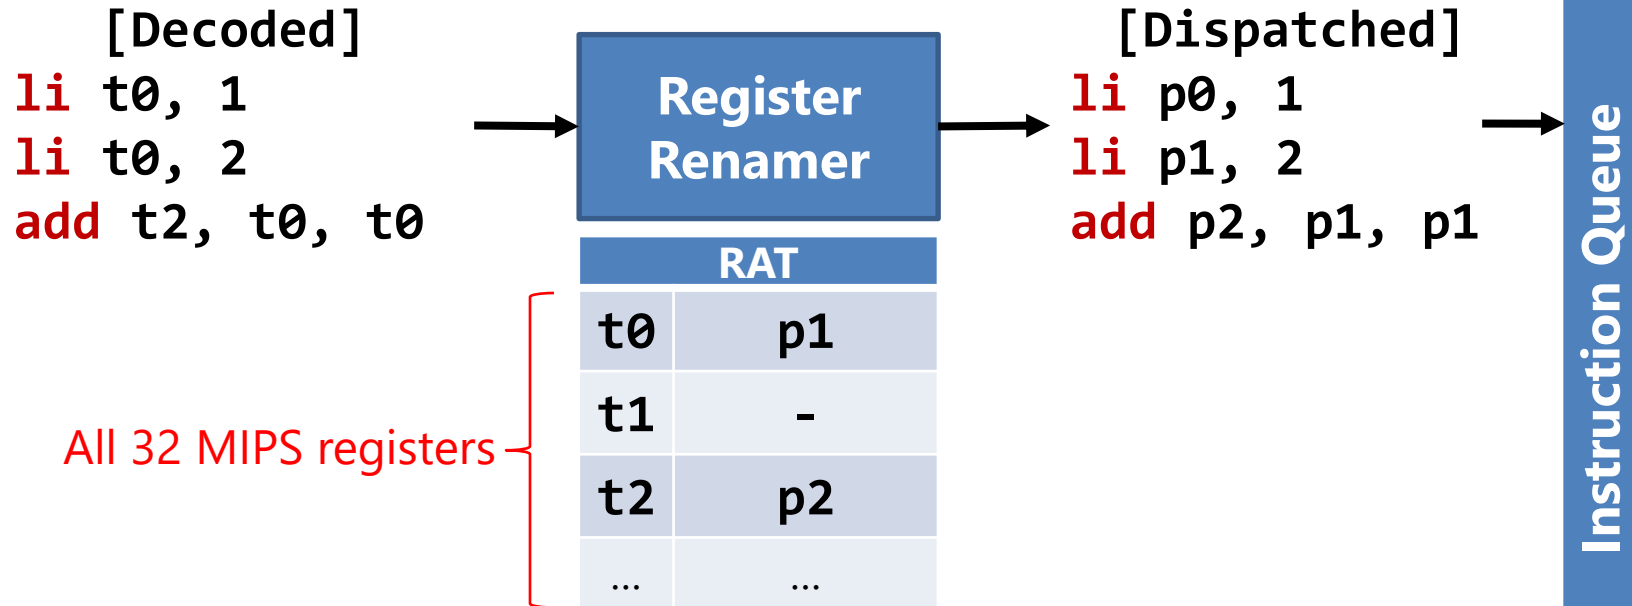 [Decoded]
li t0, 1
li t0, 2
add t2, t0, t0
Register
Renamer
RAT
t0 p1
t1 -
t2 p2
... ...
All 32 MIPS registers
[Dispatched]
li p0, 1
li p1, 2
add p2, p1, p1
Instruction Queue